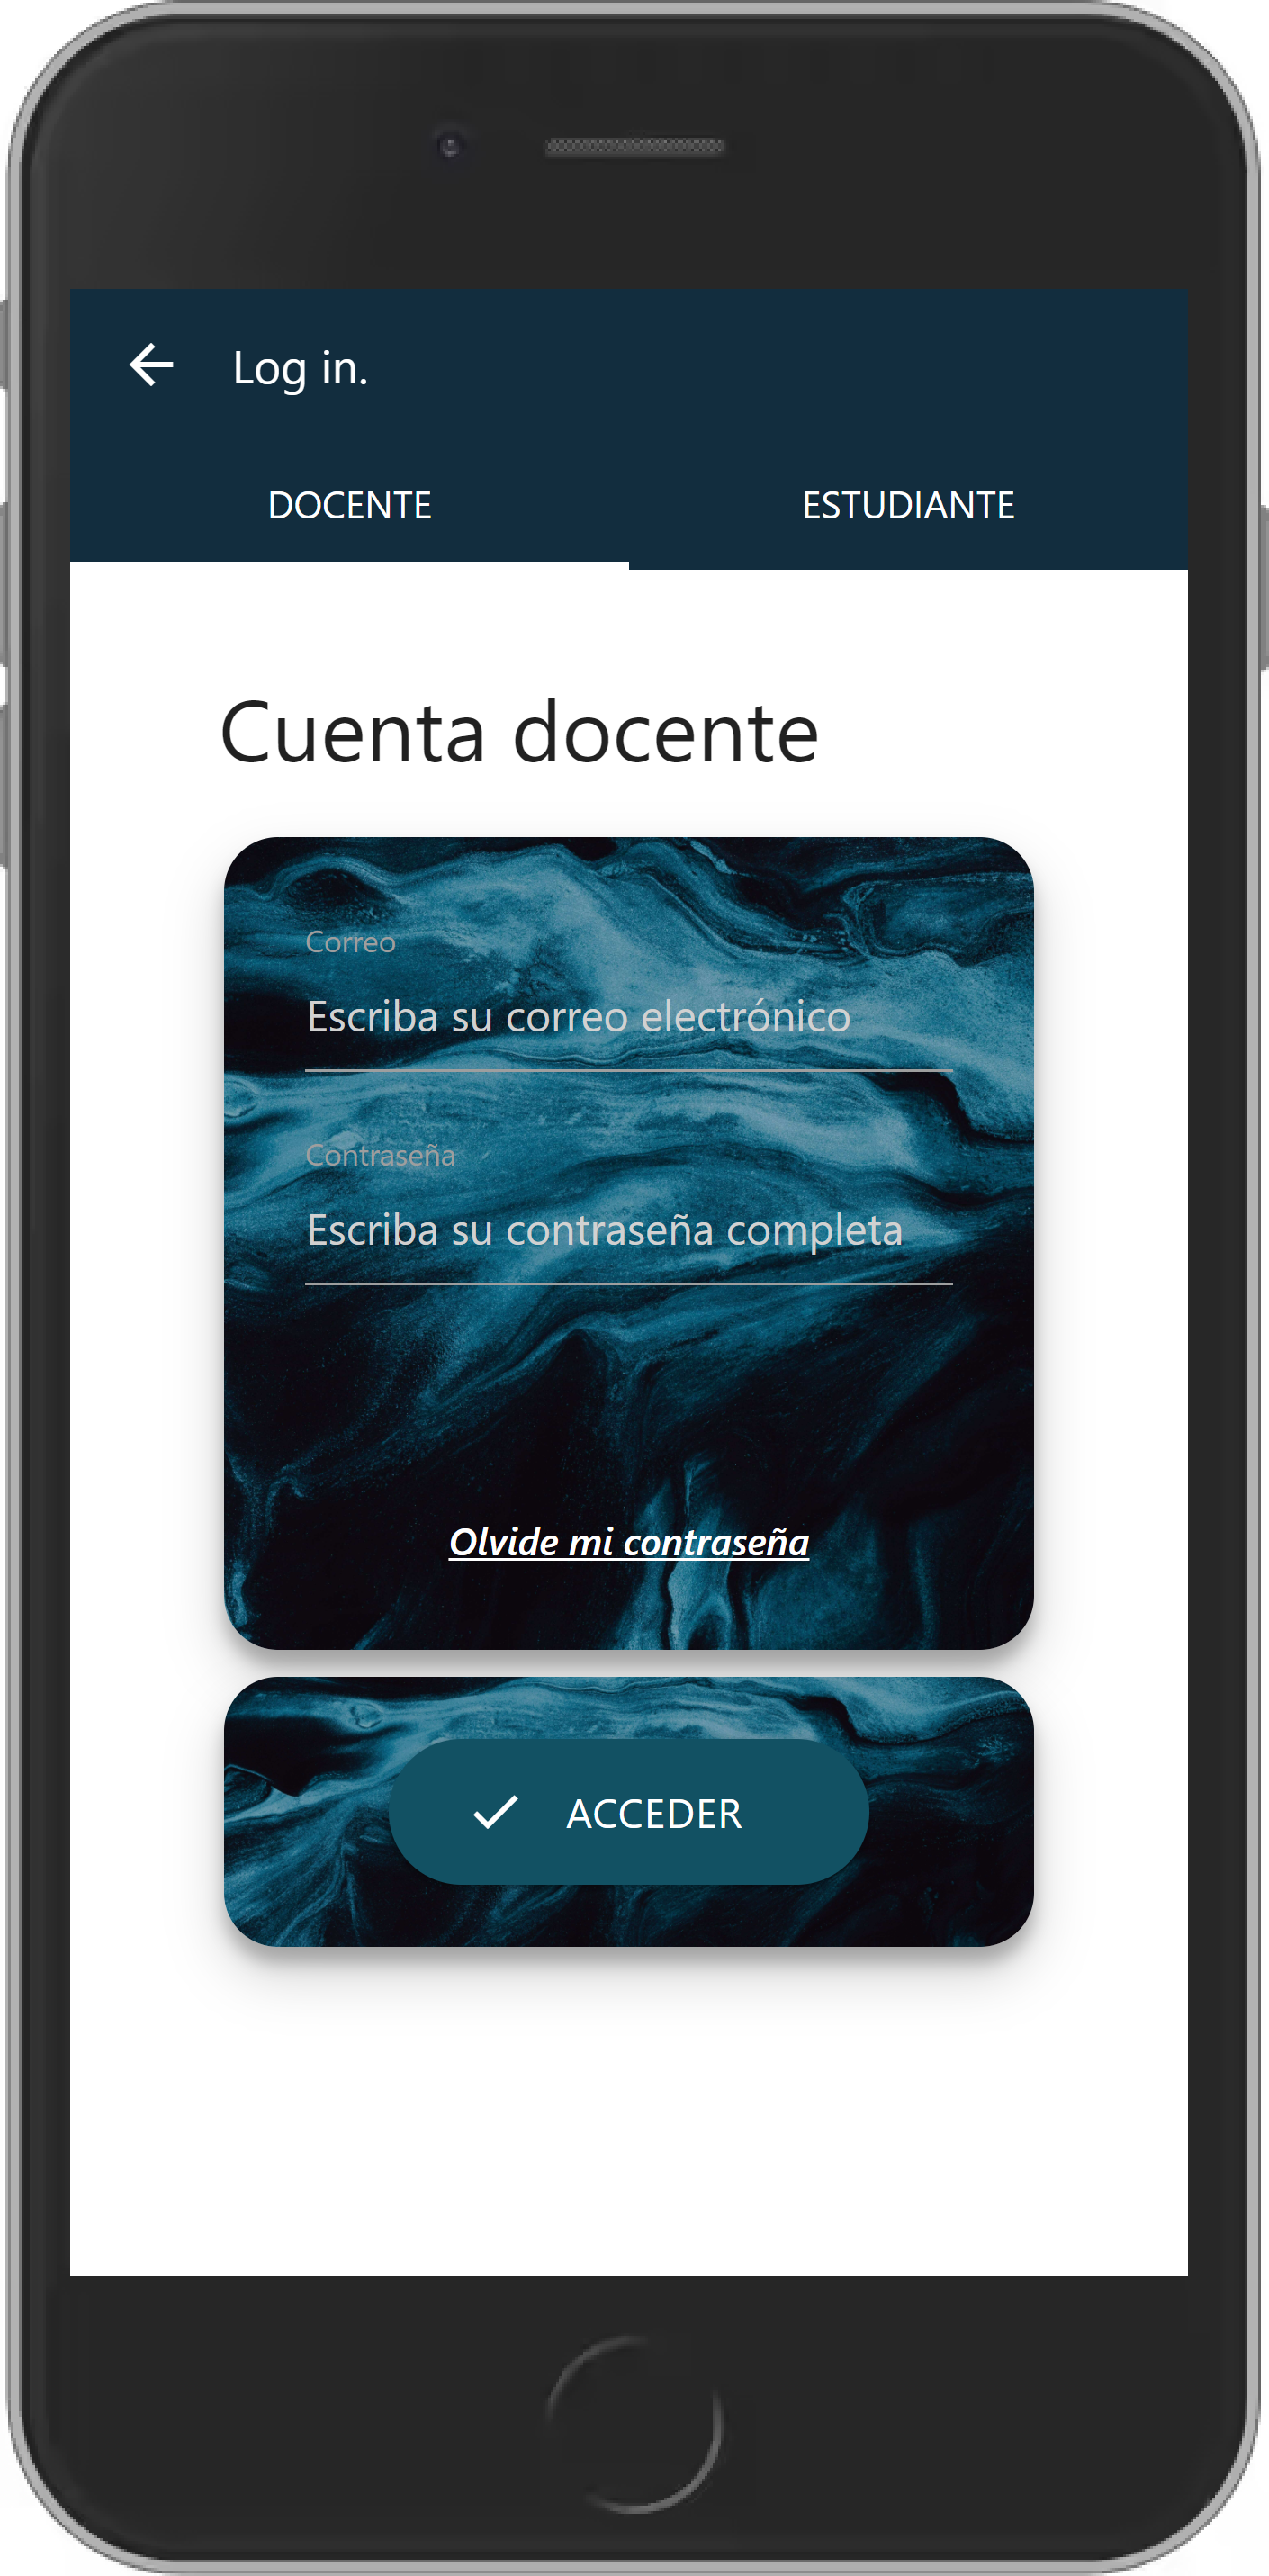 Log in.
DOCENTE
ESTUDIANTE
Cuenta docente
Correo
Escriba su correo electrónico
Contraseña
Escriba su contraseña completa
Olvide mi contraseña
ACCEDER